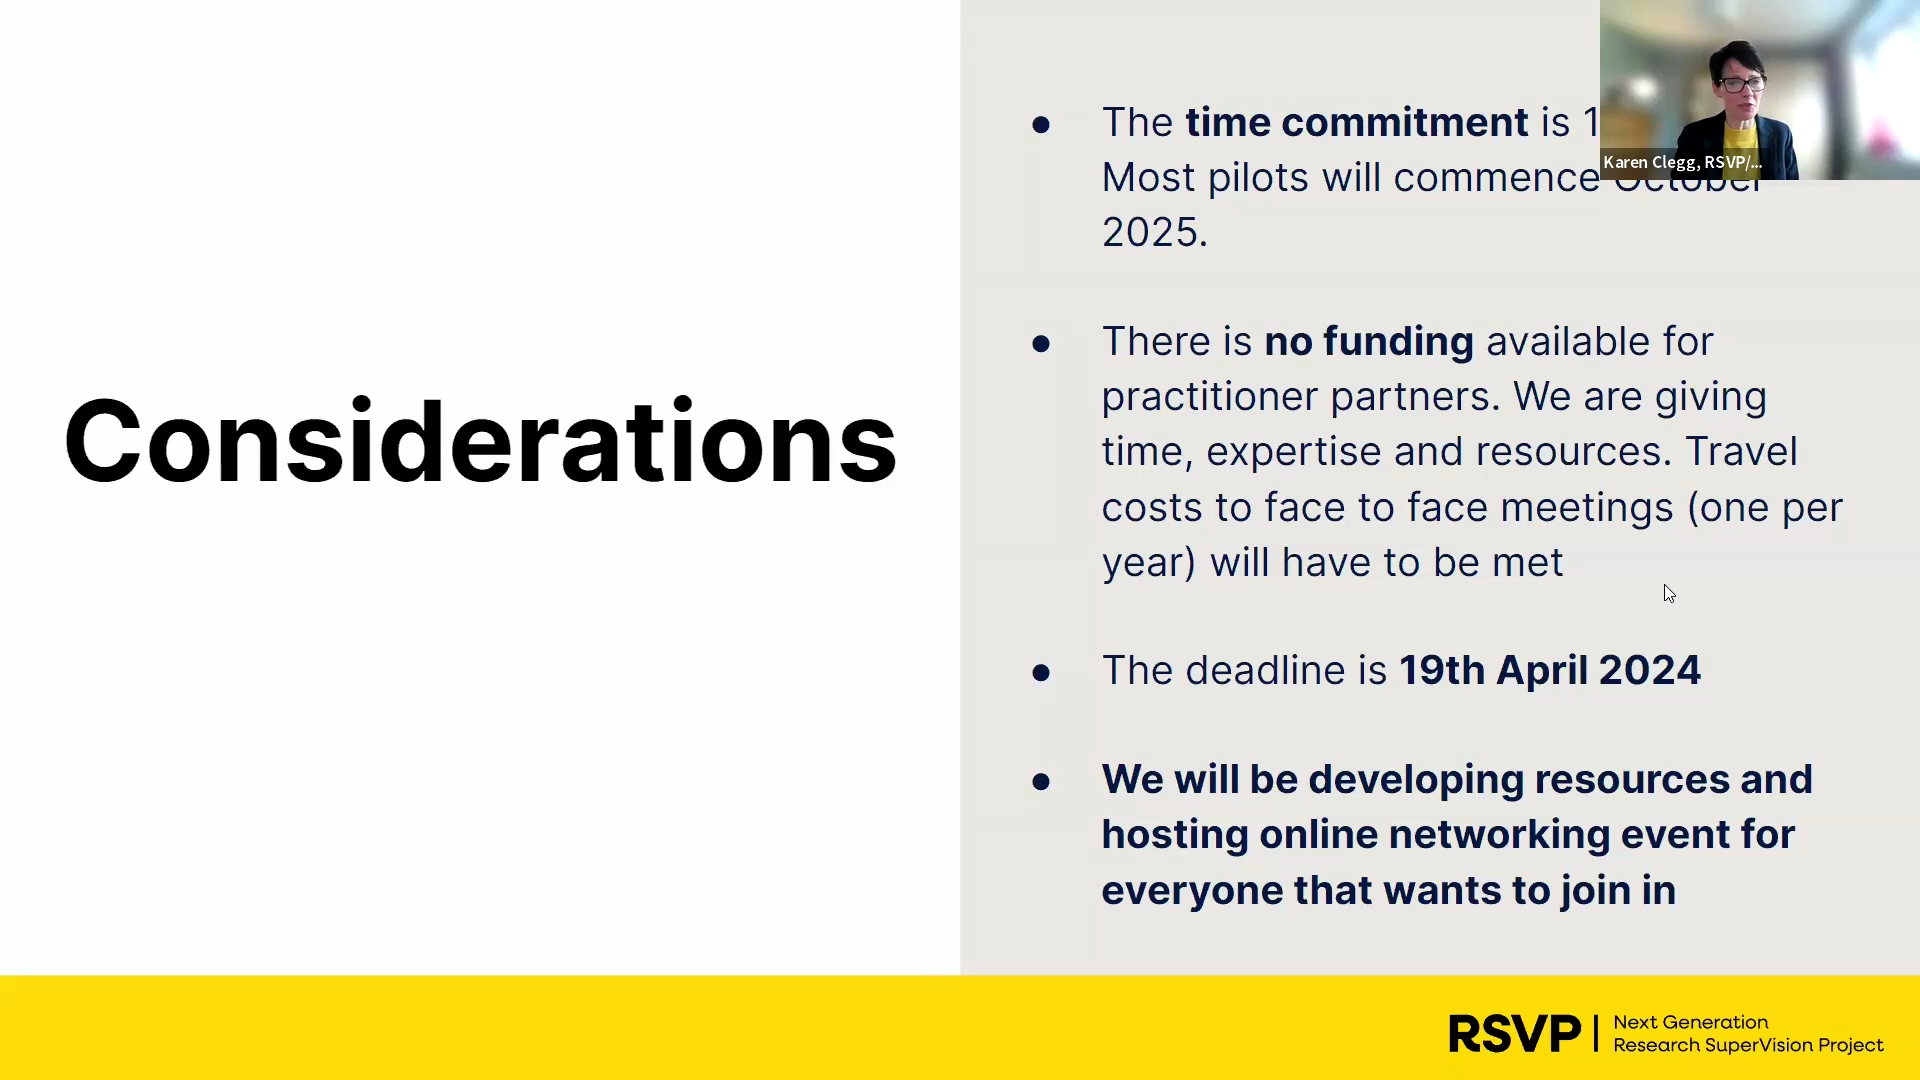 Considerations
● The time commitment is 1
Most pilots will commence October
2025.
● There is no funding available for
practitioner partners. We are giving
time, expertise and resources. Travel
costs to face to face meetings (one per
year) will have to be met
● The deadline is 19th April 2024
● We will be developing resources and
hosting online networking event for
everyone that wants to join in
Karen Clegg, RSVP/...
RSVP | Next Generation
Research SuperVision Project